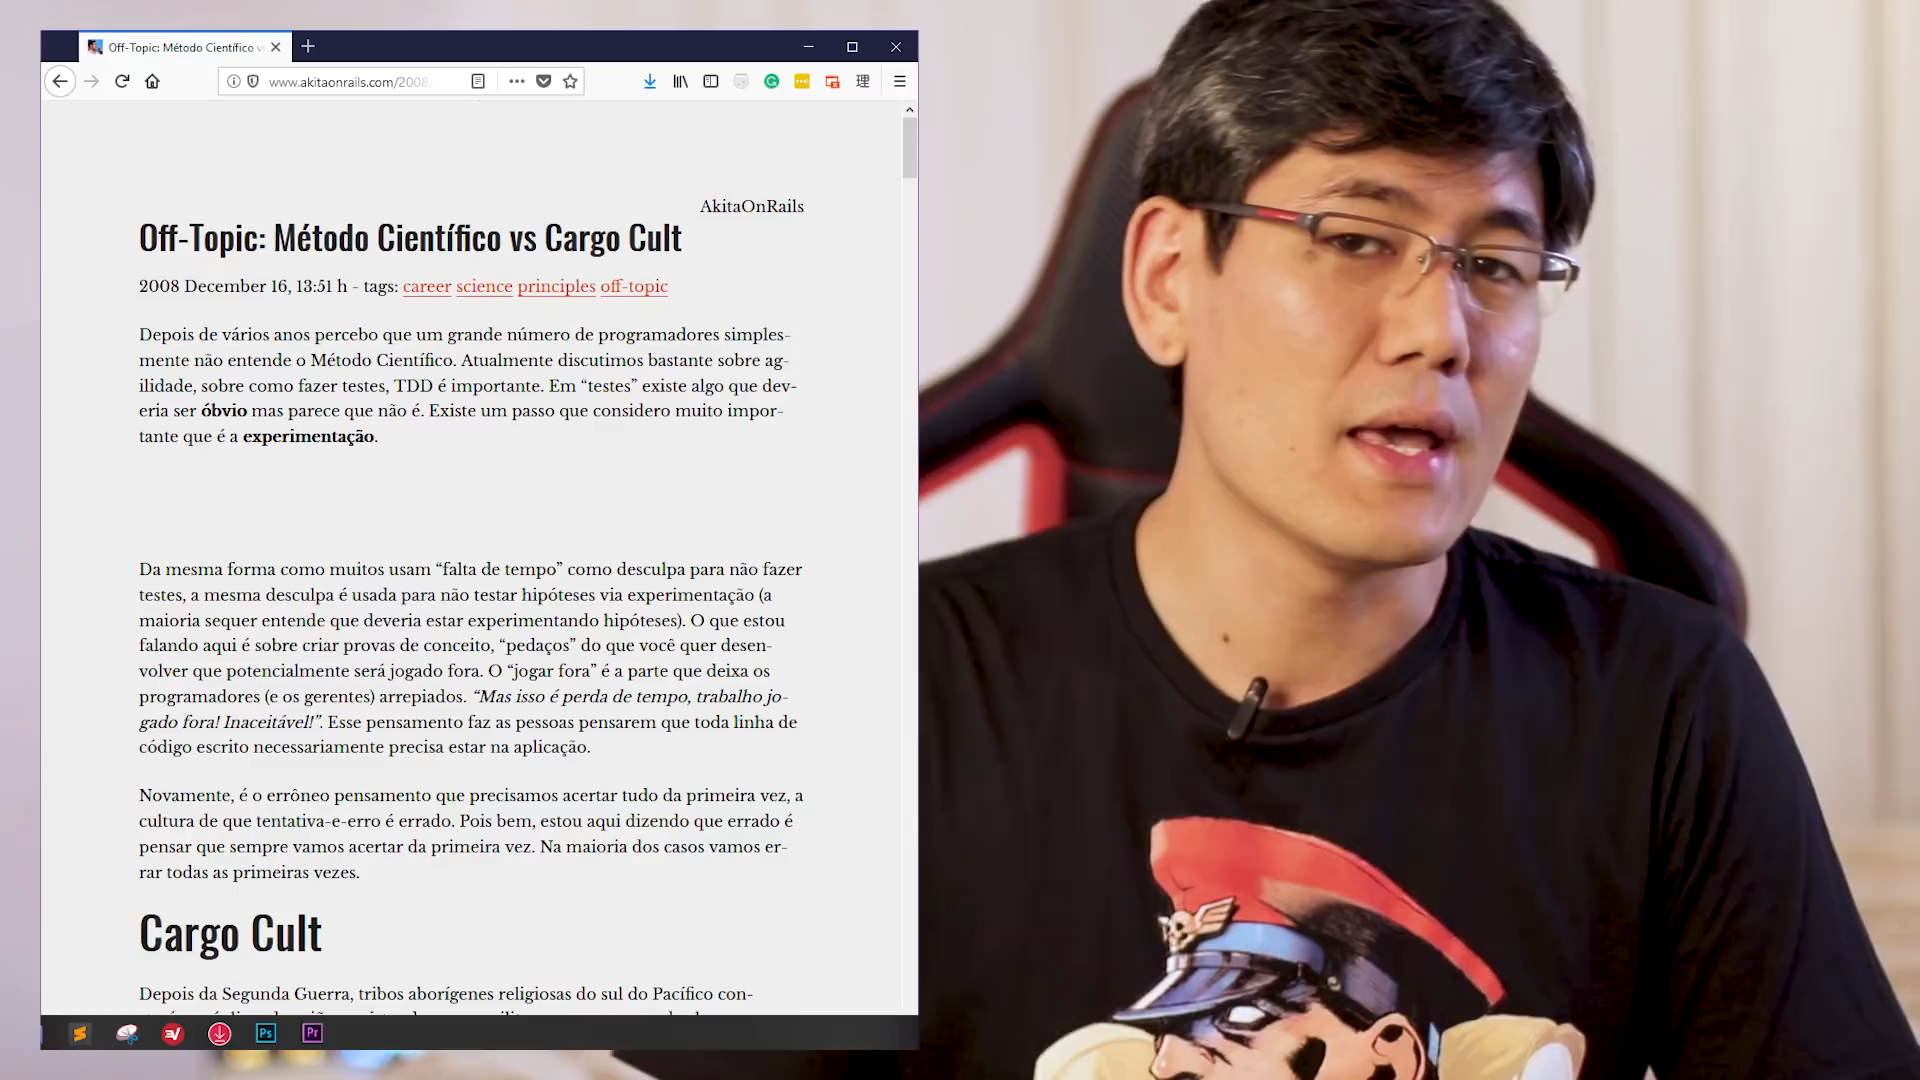 Off-Topic: Método Científico v
www.akitaonrails.com/2008/
理
AkitaOnRails
Off-Topic: Método Científico vs Cargo Cult
2008 December 16, 13:51 h - tags: career science principles off-topic
Depois de vários anos percebo que um grande número de programadores simples-
mente não entende o Método Científico. Atualmente discutimos bastante sobre ag-
ilidade, sobre como fazer testes, TDD é importante. Em “testes” existe algo que dev-
eria ser óbvio mas parece que não é. Existe um passo que considero muito impor-
tante que é a experimentação.
Da mesma forma como muitos usam “falta de tempo” como desculpa para não fazer
testes, a mesma desculpa é usada para não testar hipóteses via experimentação (a
maioria sequer entende que deveria estar experimentando hipóteses). O que estou
falando aqui é sobre criar provas de conceito, “pedaços” do que você quer desen-
volver que potencialmente será jogado fora. O “jogar fora” é a parte que deixa os
programadores (e os gerentes) arrepiados. “Mas isso é perda de tempo, trabalho jo-
gado fora! Inaceitável!”. Esse pensamento faz as pessoas pensarem que toda linha de
código escrito necessariamente precisa estar na aplicação.
Novamente, é o errôneo pensamento que precisamos acertar tudo da primeira vez, a
cultura de que tentativa-e-erro é errado. Pois bem, estou aqui dizendo que errado é
pensar que sempre vamos acertar da primeira vez. Na maioria dos casos vamos er-
rar todas as primeiras vezes.
Cargo Cult
Depois da Segunda Guerra, tribos aborígenes religiosas do sul do Pacífico con-
Ps
Pr